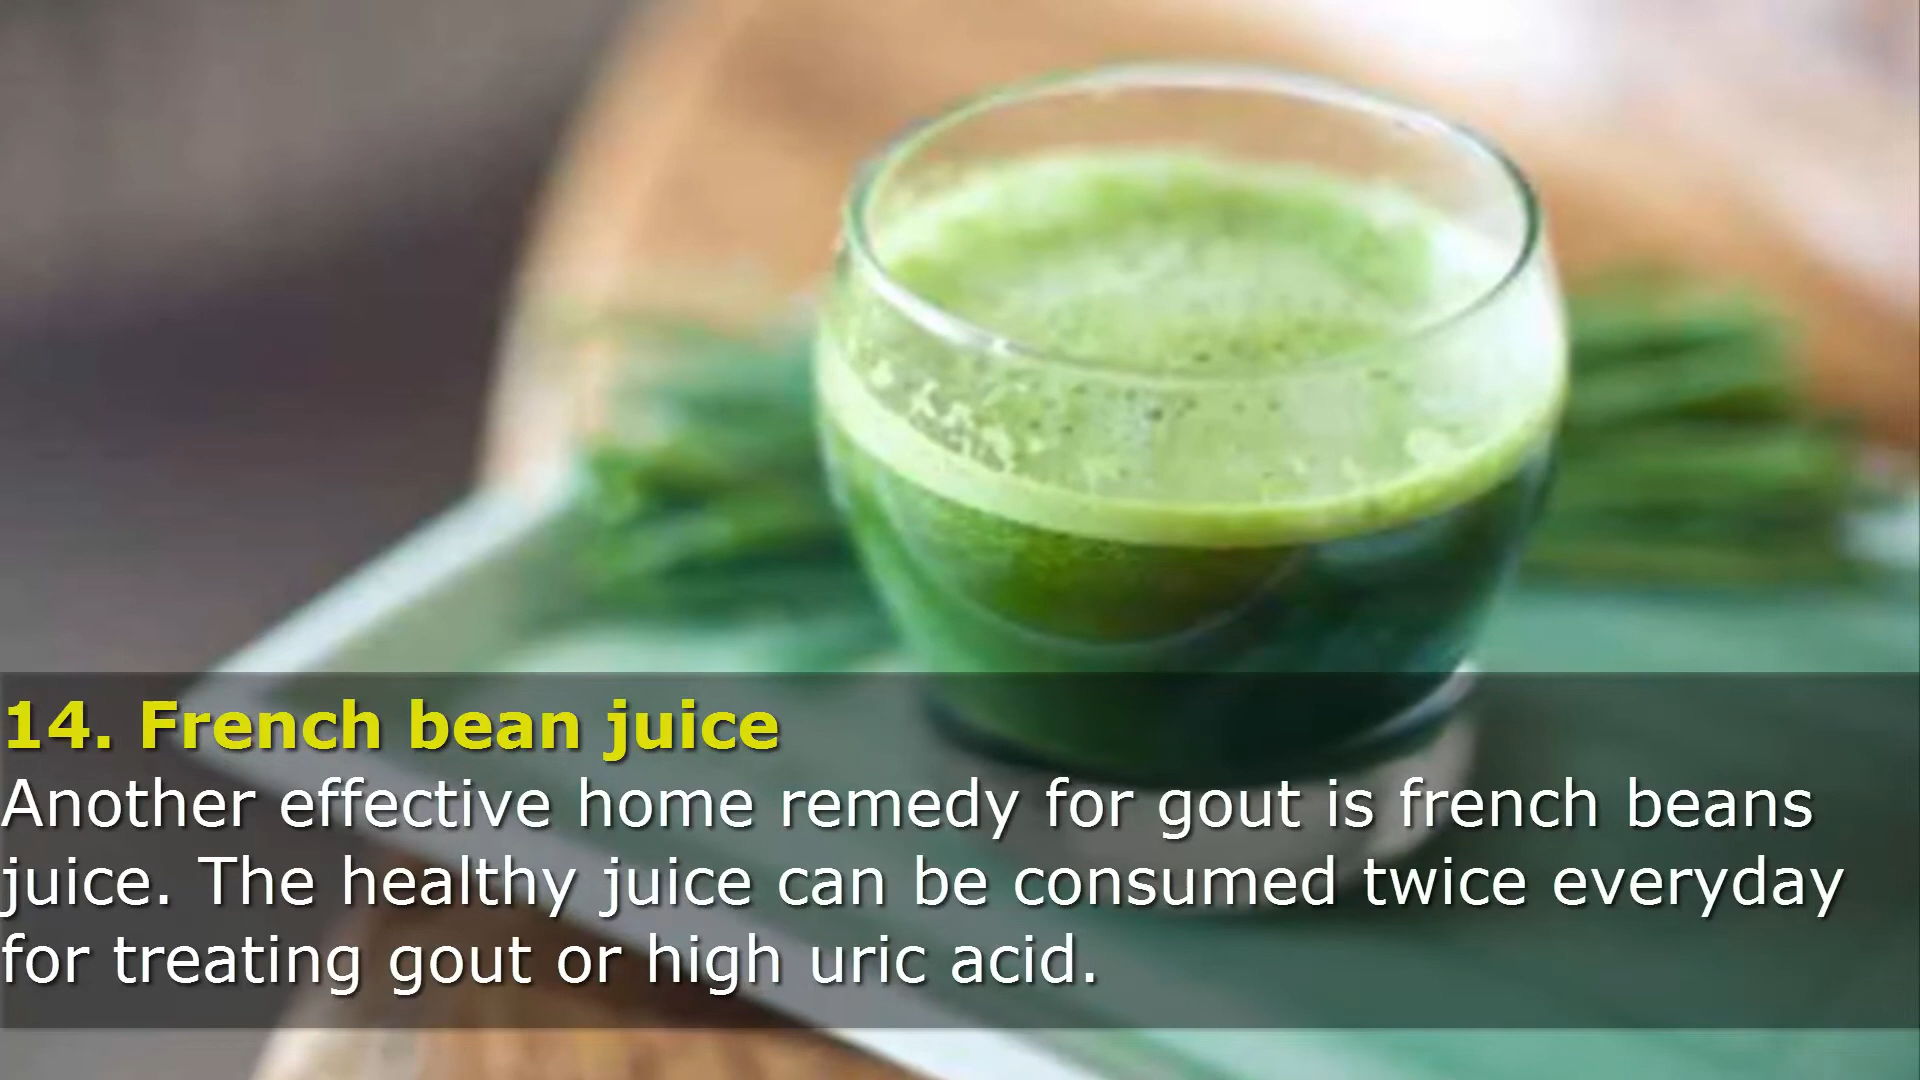 14. French bean juice
Another effective home remedy for gout is french beans
juice. The healthy juice can be consumed twice everyday
for treating gout or high uric acid.